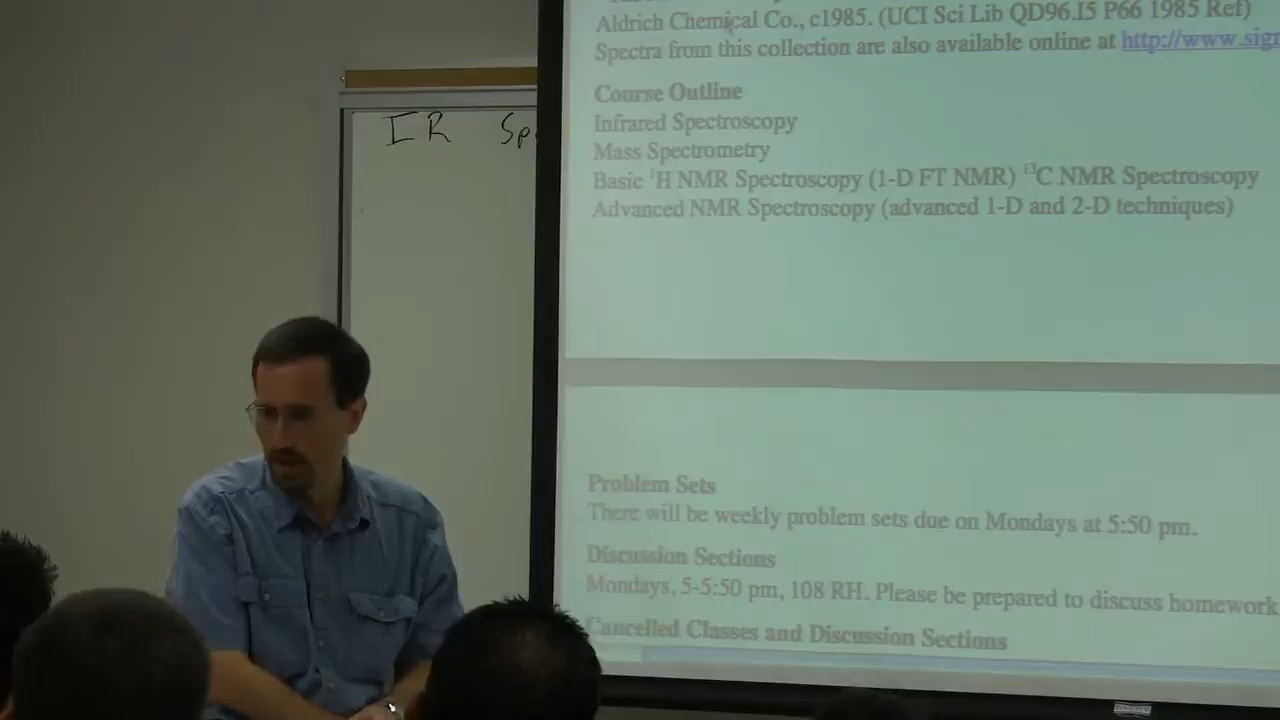 Aldrich Chemical Co., c1985. (UCI Sci Lib QD96.I5 P66 1985 Ref)
Spectra from this collection are also available online at http://www.sig
IR Sp
Course Outline
Infrared Spectroscopy
Mass Spectrometry
Basic ¹H NMR Spectroscopy (1-D FT NMR) ¹³C NMR Spectroscopy
Advanced NMR Spectroscopy (advanced 1-D and 2-D techniques)
Problem Sets
There will be weekly problem sets due on Mondays at 5:50 pm.
Discussion Sections
Mondays, 5-5:50 pm, 108 RH. Please be prepared to discuss homework
Cancelled Classes and Discussion Sections